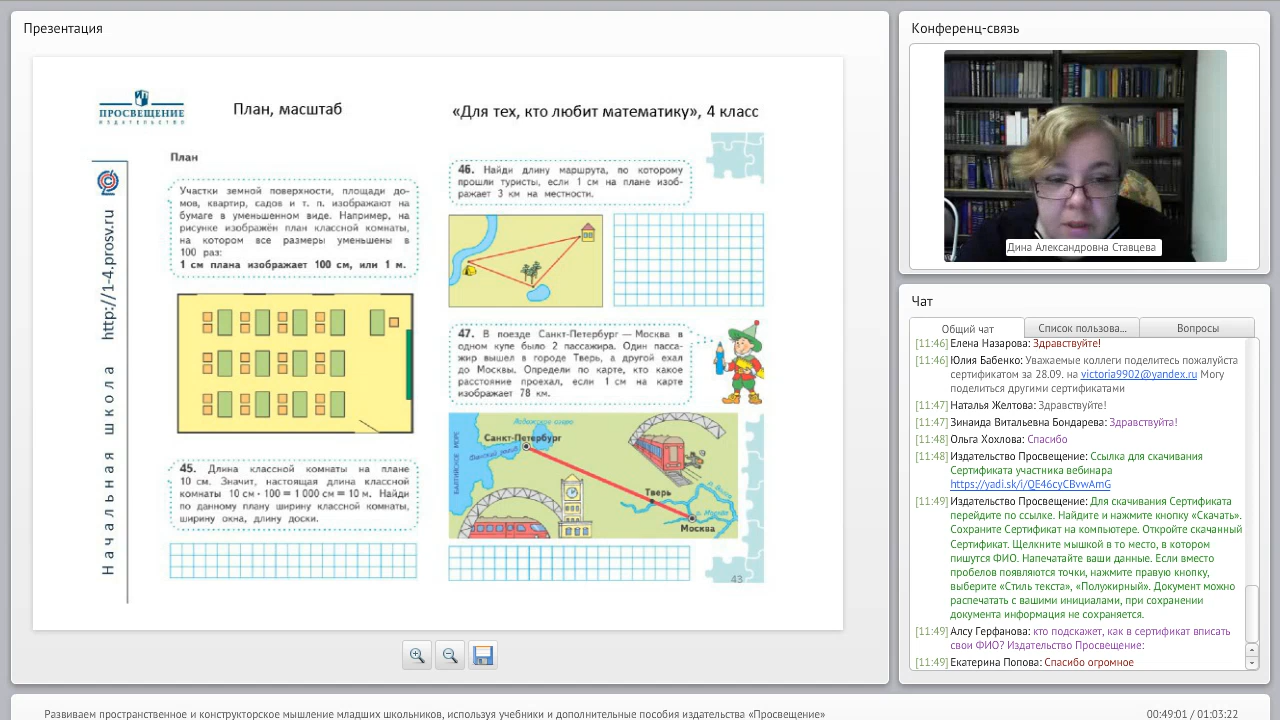 Презентация
ПРОСВЕЩЕНИЕ
ИЗДАТЕЛЬСТВО
План, масштаб
«Для тех, кто любит математику», 4 класс
Начальная школа http://1-4.prosv.ru
План
Участки земной поверхности, площади до-
мов, квартир, садов и т. п. изображают на
бумаге в уменьшенном виде. Например, на
рисунке изображён план классной комнаты,
на котором все размеры уменьшены в
100 раз:
1 см плана изображает 100 см, или 1 м.
45. Длина классной комнаты на плане
10 см. Значит, настоящая длина классной
комнаты 10 см · 100 = 1 000 см = 10 м. Найди
по данному плану ширину классной комнаты,
ширину окна, длину доски.
46. Найди длину маршрута, по которому
прошли туристы, если 1 см на плане изоб-
ражает 3 км на местности.
47. В поезде Санкт-Петербург — Москва в
одном купе было 2 пассажира. Один пасса-
жир вышел в городе Тверь, а другой ехал
до Москвы. Определи по карте, кто какое
расстояние проехал, если 1 см на карте
изображает 78 км.
Ладожское озеро
Санкт-Петербург
Финский залив
БАЛТИЙСКОЕ МОРЕ
Тверь
р. Москва
Москва
43
Конференц-связь
Дина Александровна Ставцева
Чат
Общий чат
Список пользова...
Вопросы
[11:46] Елена Назарова: Здравствуйте!
[11:46] Юлия Бабенко: Уважаемые коллеги поделитесь пожалуйста
сертификатом за 28.09. на victoria9902@yandex.ru Могу
поделиться другими сертификатами
[11:47] Наталья Желтова: Здравствуйте!
[11:47] Зинаида Витальевна Бондарева: Здравствуйта!
[11:48] Ольга Хохлова: Спасибо
[11:48] Издательство Просвещение: Ссылка для скачивания
Сертификата участника вебинара
https://yadi.sk/i/QE46cyCBvwAmG
[11:49] Издательство Просвещение: Для скачивания Сертификата
перейдите по ссылке. Найдите и нажмите кнопку «Скачать».
Сохраните Сертификат на компьютере. Откройте скачанный
Сертификат. Щелкните мышкой в то место, в котором
пишутся ФИО. Напечатайте ваши данные. Если вместо
пробелов появляются точки, нажмите правую кнопку,
выберите «Стиль текста», «Полужирный». Документ можно
распечатать с вашими инициалами, при сохранении
документа информация не сохраняется.
[11:49] Алсу Герфанова: кто подскажет, как в сертификат вписать
свои ФИО? Издательство Просвещение:
[11:49] Екатерина Попова: Спасибо огромное
Развиваем пространственное и конструкторское мышление младших школьников, используя учебники и дополнительные пособия издательства «Просвещение»
00:49:01 / 01:03:22